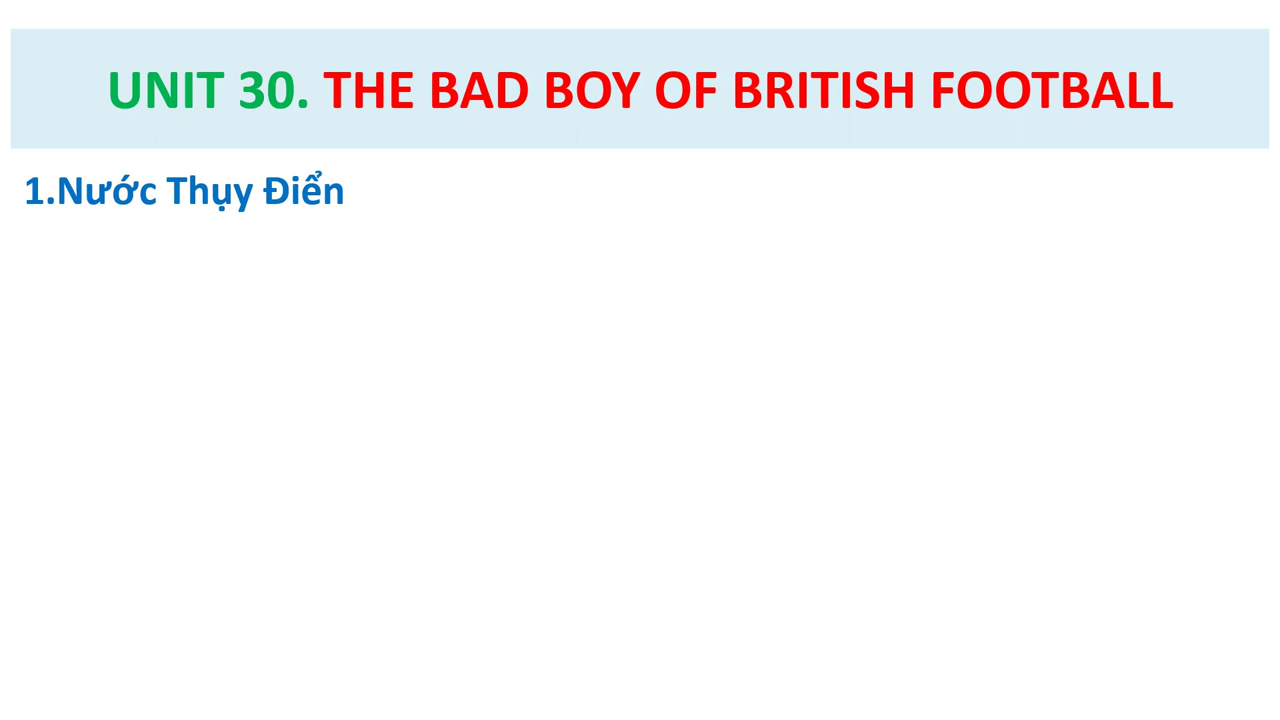 UNIT 30. THE BAD BOY OF BRITISH FOOTBALL
1.Nước Thụy Điển